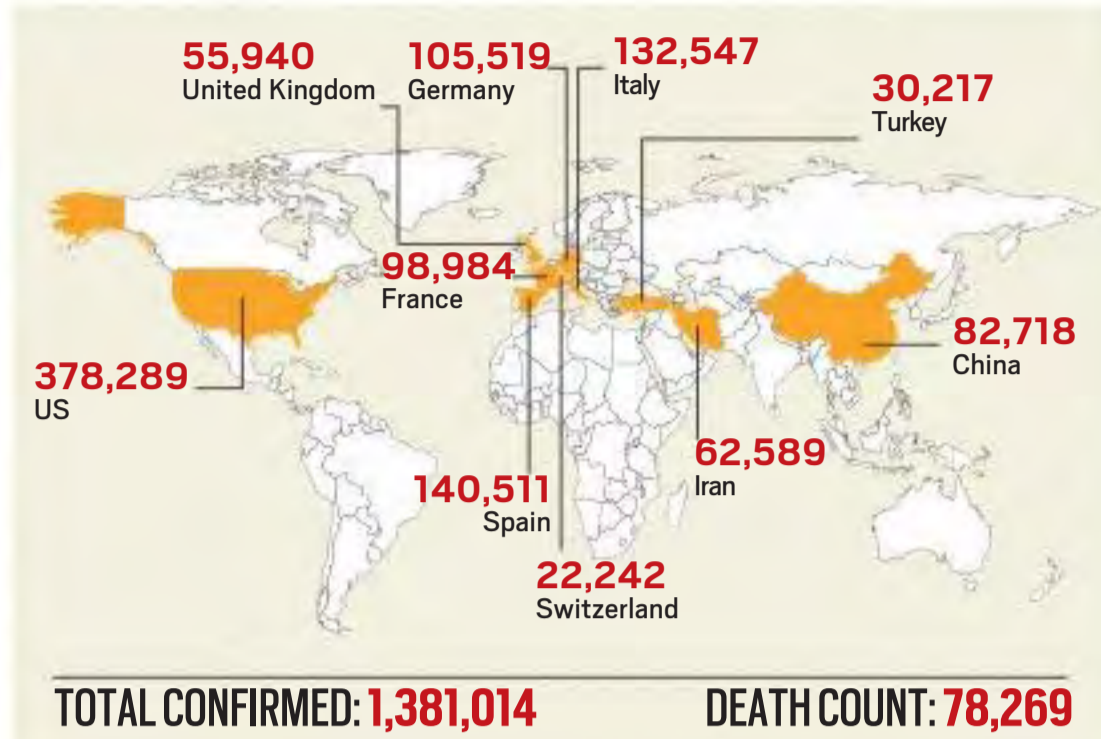 55,940
United Kingdom
105,519
Germany
132,547
Italy
30,217
Turkey
98,984
France
378,289
US
82,718
China
62,589
Iran
140,511
Spain
22,242
Switzerland
TOTAL CONFIRMED: 1,381,014
DEATH COUNT: 78,269